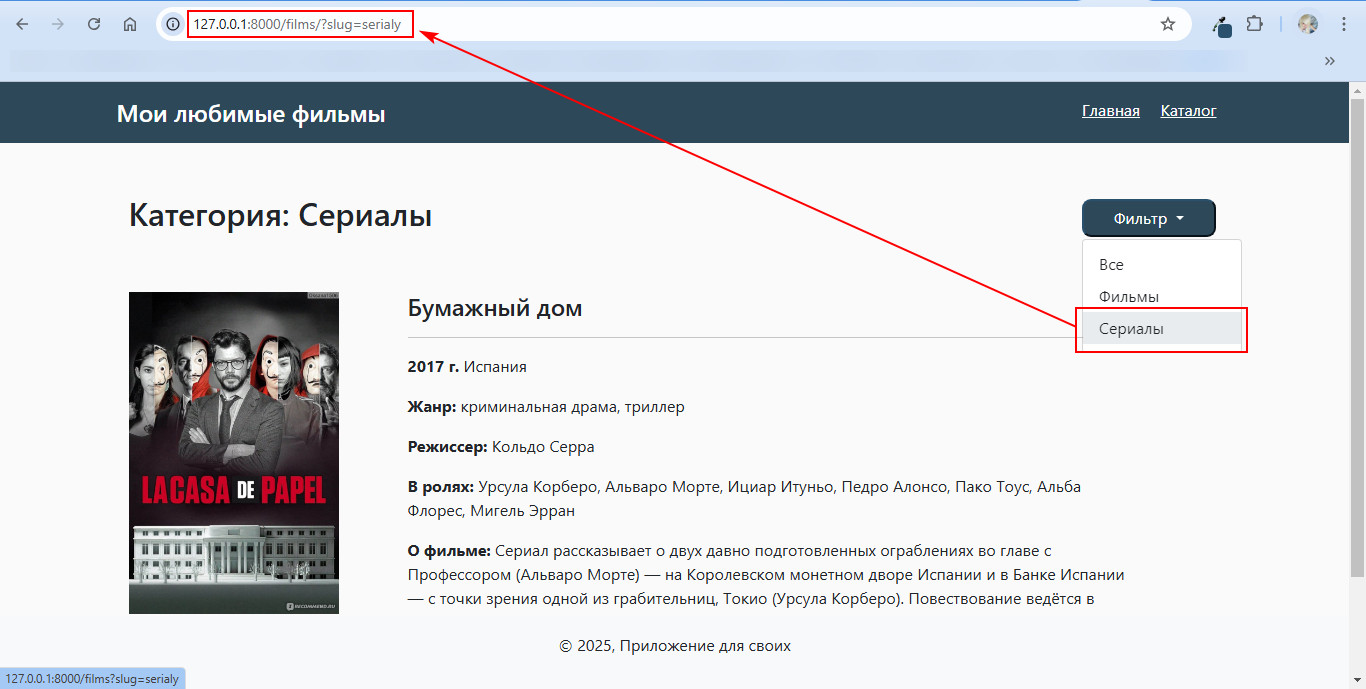 127.0.0.1:8000/films/?slug=serialy
Мои любимые фильмы
Главная Каталог
Категория: Сериалы
Фильтр
Все
Фильмы
Сериалы
Бумажный дом
2017 г. Испания
Жанр: криминальная драма, триллер
Режиссер: Кольдо Серра
В ролях: Урсула Корберо, Альваро Морте, Ициар Итуньо, Педро Алонсо, Пако Тоус, Альба
Флорес, Мигель Эрран
О фильме: Сериал рассказывает о двух давно подготовленных ограблениях во главе с
Профессором (Альваро Морте) — на Королевском монетном дворе Испании и в Банке Испании
— с точки зрения одной из грабительниц, Токио (Урсула Корберо). Повествование ведётся в
LA CASA DE PAPEL
IRECOMMEND.RU
© 2025, Приложение для своих
127.0.0.1:8000/films?slug=serialy